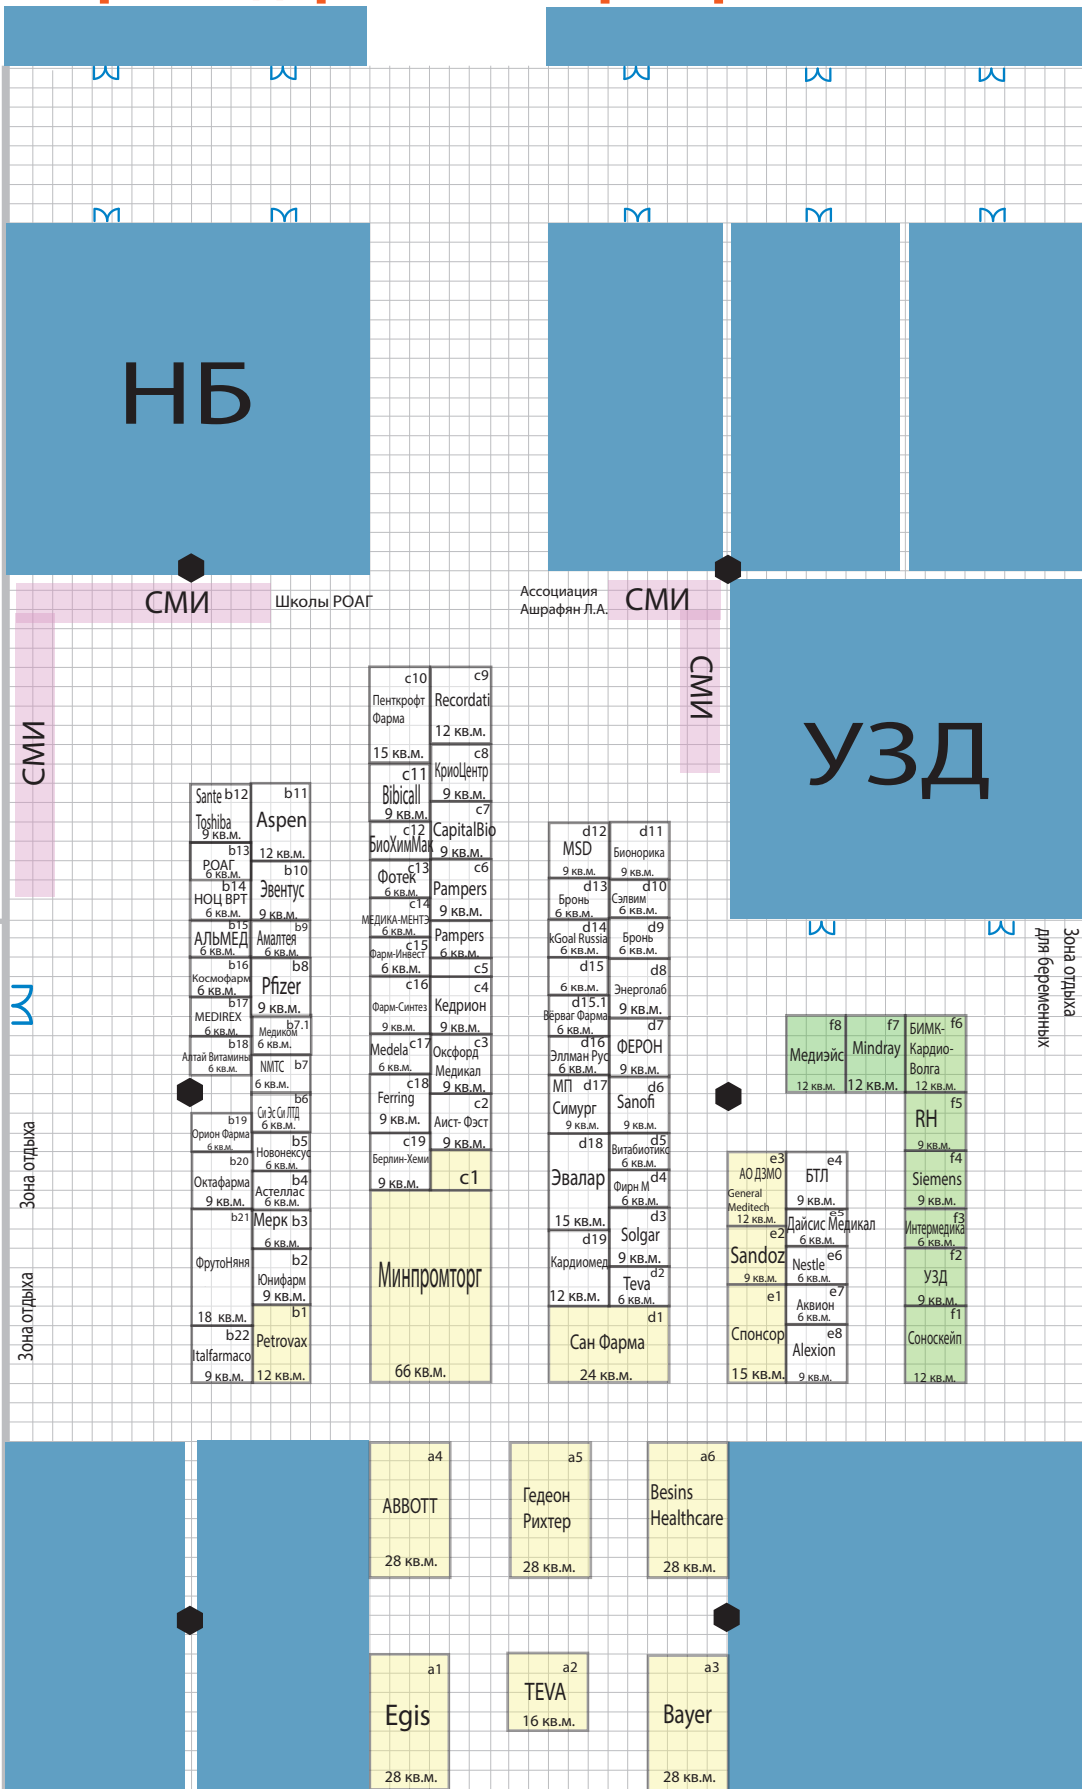 НБ
СМИ
Школы РОАГ
Ассоциация
Ашрафян Л.А.
СМИ
СМИ
СМИ
УЗД
Зона отдыха
для беременных
Зона отдыха
Зона отдыха
Sante b12
Toshiba
9 кв.м.
b13
РОАГ
6 кв.м.
b14
НОЦ ВРТ
6 кв.м.
b15
АЛЬМЕД
6 кв.м.
b16
Космофарм
6 кв.м.
b17
MEDIREX
6 кв.м.
b18
Алтай Витамины
6 кв.м.
b19
Орион Фарма
6 кв.м.
b20
Октафарма
9 кв.м.
b21
ФрутоНяня
18 кв.м.
b22
Italfarmaco
9 кв.м.
b11
Aspen
12 кв.м.
b10
Эвентус
9 кв.м.
b9
Амалтея
6 кв.м.
b8
Pfizer
9 кв.м.
b7.1
Медиком
6 кв.м.
NMTC b7
6 кв.м.
b6
Си Эс Си ЛТД
6 кв.м.
b5
Новонексус
6 кв.м.
b4
Астеллас
6 кв.м.
Мерк b3
6 кв.м.
b2
Юнифарм
9 кв.м.
b1
Petrovax
12 кв.м.
c10
Пенткрофт
Фарма
15 кв.м.
c11
Bibicall
9 кв.м.
c12
БиоХимМак
c13
Фотек
6 кв.м.
c14
МЕДИКА-МЕНТЭ
6 кв.м.
c15
Фарм-Инвест
6 кв.м.
c16
Фарм-Синтез
9 кв.м.
c17
Medela
6 кв.м.
c18
Ferring
9 кв.м.
c19
Берлин-Хеми
9 кв.м.
c9
Recordati
12 кв.м.
c8
КриоЦентр
9 кв.м.
c7
CapitalBio
9 кв.м.
c6
Pampers
9 кв.м.
Pampers
6 кв.м.
c5
c4
Кедрион
9 кв.м.
c3
Оксфорд
Медикал
9 кв.м.
c2
Аист- Фэст
9 кв.м.
c1
Минпромторг
66 кв.м.
d12
MSD
9 кв.м.
d13
Бронь
6 кв.м.
d14
kGoal Russia
6 кв.м.
d15
6 кв.м.
d15.1
Вёрваг Фарма
6 кв.м.
d16
Эллман Рус
6 кв.м.
МП d17
Симург
9 кв.м.
d18
Эвалар
15 кв.м.
d19
Кардиомед
12 кв.м.
d11
Бионорика
9 кв.м.
d10
Сэлвим
6 кв.м.
d9
Бронь
6 кв.м.
d8
Энерголаб
9 кв.м.
d7
ФЕРОН
9 кв.м.
d6
Sanofi
9 кв.м.
d5
Витабиотикс
6 кв.м.
d4
Фирн М
6 кв.м.
d3
Solgar
9 кв.м.
d2
Teva
6 кв.м.
d1
Сан Фарма
24 кв.м.
e3
АО ДЗМО
General
Meditech
12 кв.м.
e2
Sandoz
9 кв.м.
e1
Спонсор
15 кв.м.
e4
БТЛ
9 кв.м.
e5
Дайсис Медикал
6 кв.м.
e6
Nestle
6 кв.м.
e7
Аквион
6 кв.м.
e8
Alexion
9 кв.м.
f8
Медиэйс
12 кв.м.
f7
Mindray
12 кв.м.
f6
БИМК-
Кардио-
Волга
12 кв.м.
f5
RH
9 кв.м.
f4
Siemens
9 кв.м.
f3
Интермедика
6 кв.м.
f2
УЗД
9 кв.м.
f1
Соноскейп
12 кв.м.
a4
ABBOTT
28 кв.м.
a5
Гедеон
Рихтер
28 кв.м.
a6
Besins
Healthcare
28 кв.м.
a1
Egis
28 кв.м.
a2
TEVA
16 кв.м.
a3
Bayer
28 кв.м.